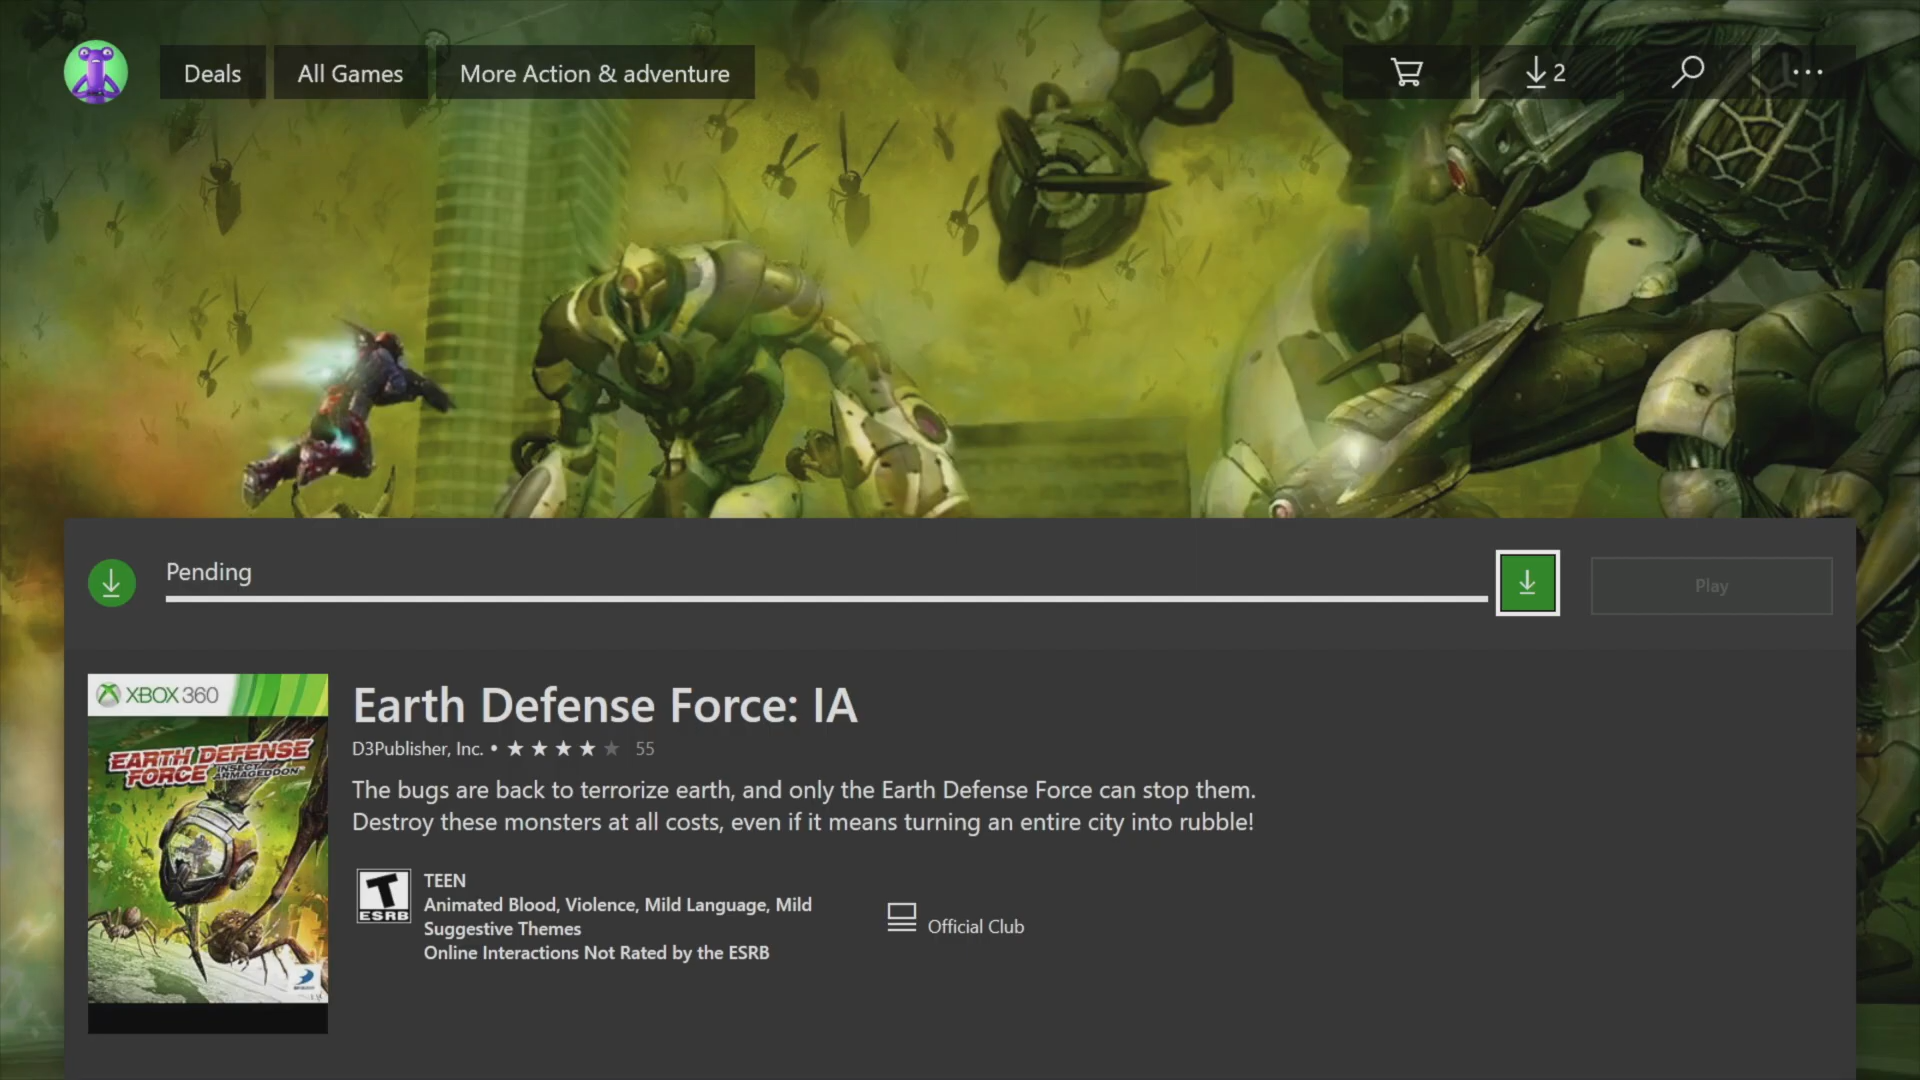 Deals
All Games
More Action & adventure
2
Pending
Play
XBOX 360
EARTH DEFENSE
FORCE INSECT
ARMAGEDDON
Earth Defense Force: IA
D3Publisher, Inc. • ★ ★ ★ ★ ★ 55
The bugs are back to terrorize earth, and only the Earth Defense Force can stop them.
Destroy these monsters at all costs, even if it means turning an entire city into rubble!
T
ESRB
TEEN
Animated Blood, Violence, Mild Language, Mild
Suggestive Themes
Online Interactions Not Rated by the ESRB
Official Club